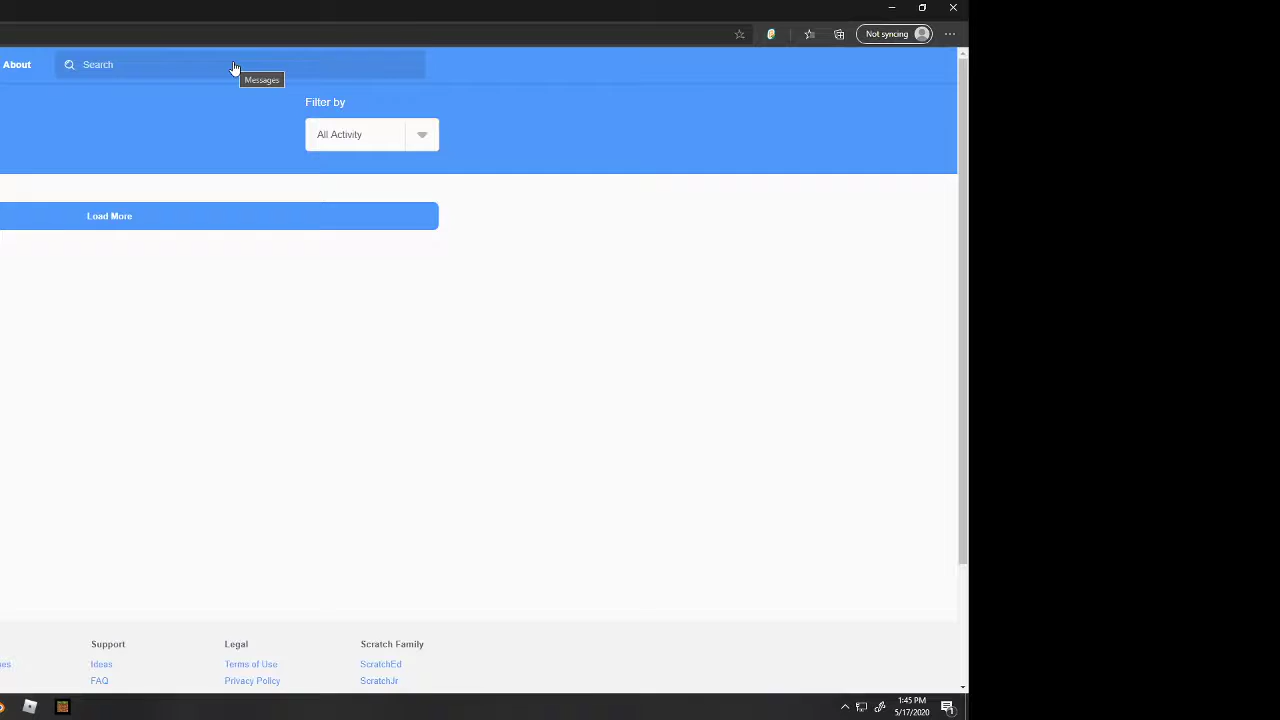 Not syncing
About
Search
Messages
Filter by
All Activity
Load More
Support
Legal
Scratch Family
Ideas
Terms of Use
ScratchEd
FAQ
Privacy Policy
ScratchJr
1:45 PM
5/17/2020
1